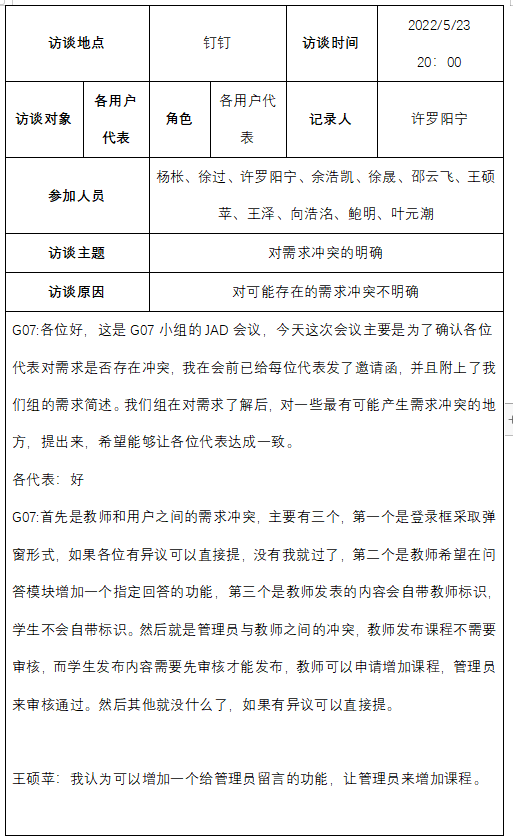 访谈地点 钉钉 访谈时间 2022/5/23
20：00
访谈对象 各用户代表 角色 各用户代表 记录人 许罗阳宁
参加人员 杨枨、徐过、许罗阳宁、余浩凯、徐晟、邵云飞、王硕
苹、王泽、向浩洺、鲍明、叶元潮
访谈主题 对需求冲突的明确
访谈原因 对可能存在的需求冲突不明确
G07:各位好，这是 G07 小组的 JAD 会议，今天这次会议主要是为了确认各位
代表对需求是否存在冲突，我在会前已给每位代表发了邀请函，并且附上了我
们组的需求简述。我们组在对需求了解后，对一些最有可能产生需求冲突的地
方，提出来，希望能够让各位代表达成一致。
各代表：好
G07:首先是教师和用户之间的需求冲突，主要有三个，第一个是登录框采取弹
窗形式，如果各位有异议可以直接提，没有我就过了，第二个是教师希望在问
答模块增加一个指定回答的功能，第三个是教师发表的内容会自带教师标识，
学生不会自带标识。然后就是管理员与教师之间的冲突，教师发布课程不需要
审核，而学生发布内容需要先审核才能发布，教师可以申请增加课程，管理员
来审核通过。然后其他就没什么了，如果有异议可以直接提。
王硕苹：我认为可以增加一个给管理员留言的功能，让管理员来增加课程。